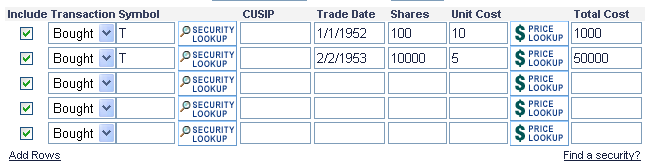 Include Transaction Symbol CUSIP Trade Date Shares Unit Cost Total Cost
Bought T SECURITY LOOKUP 1/1/1952 100 10 $ PRICE LOOKUP 1000
Bought T SECURITY LOOKUP 2/2/1953 10000 5 $ PRICE LOOKUP 50000
Bought SECURITY LOOKUP $ PRICE LOOKUP
Bought SECURITY LOOKUP $ PRICE LOOKUP
Bought SECURITY LOOKUP $ PRICE LOOKUP
Add Rows Find a security?